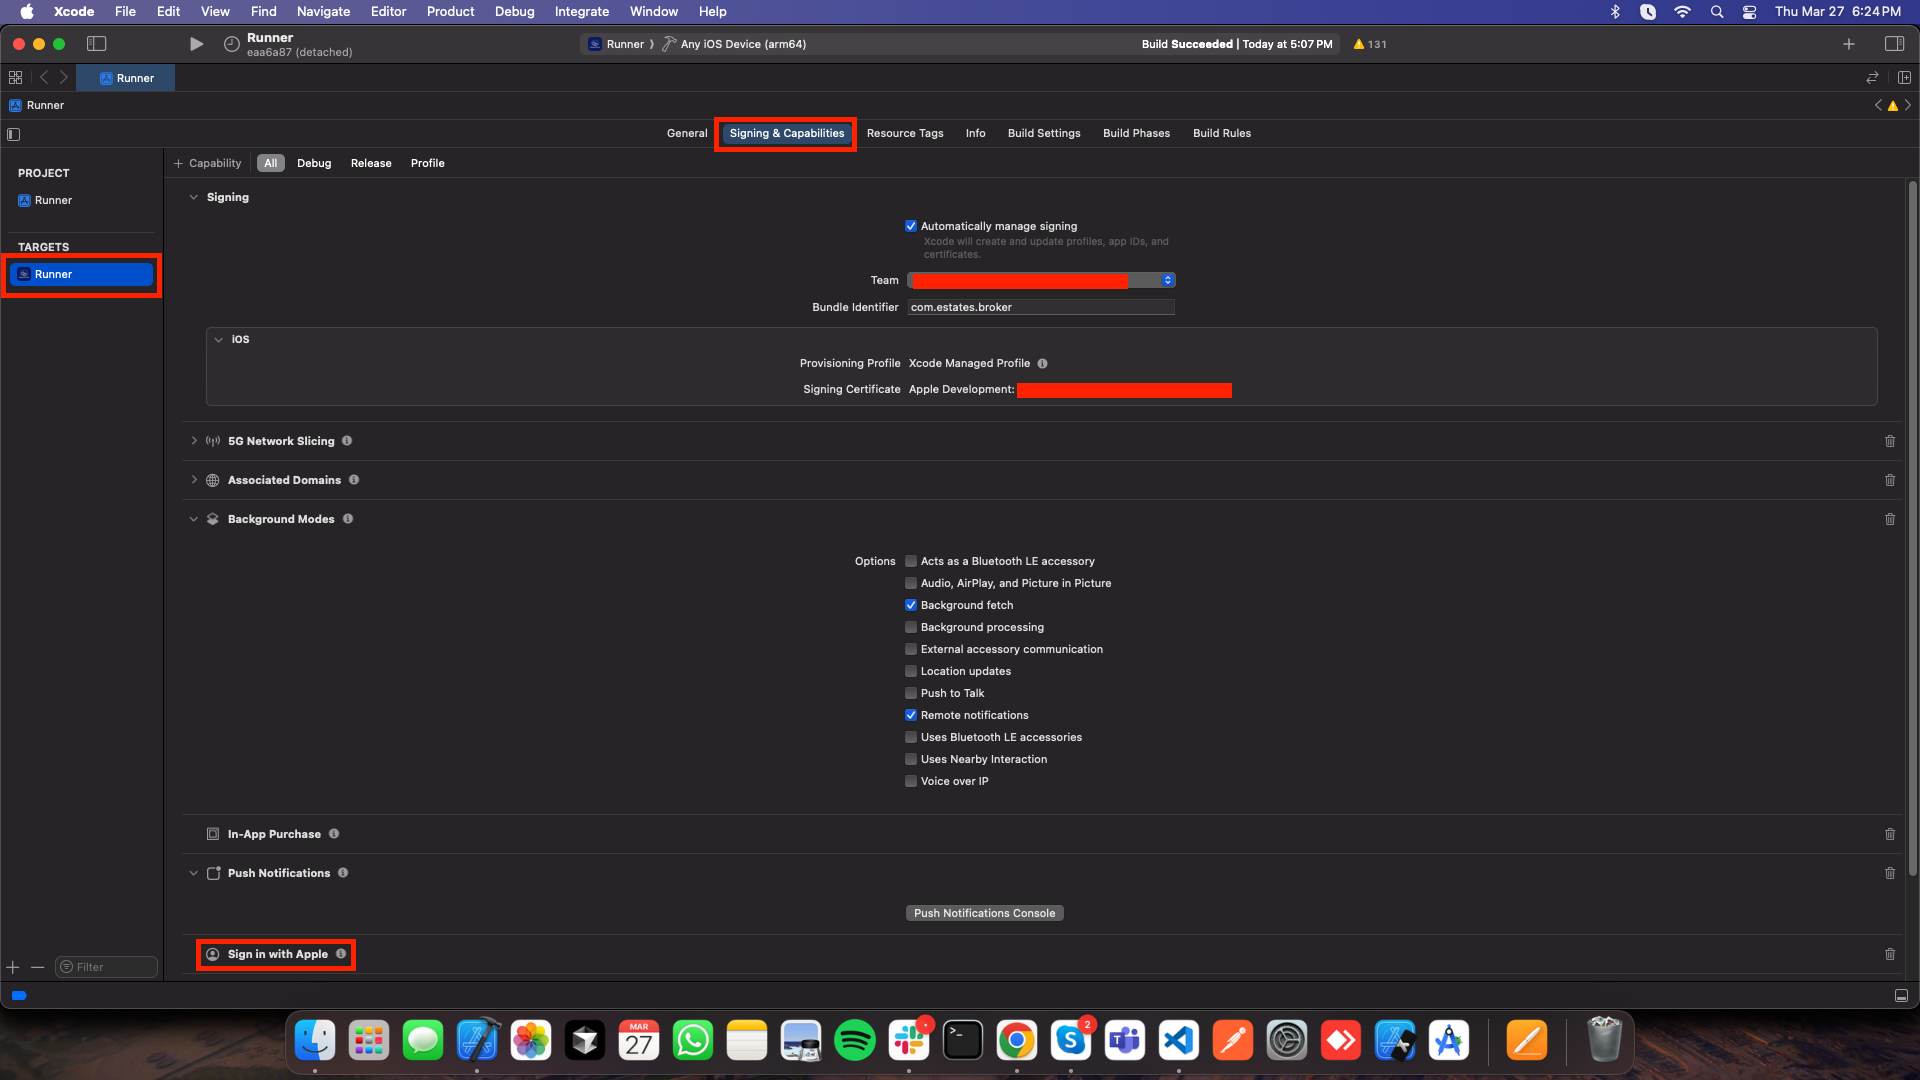 Xcode File Edit View Find Navigate Editor Product Debug Integrate Window Help Thu Mar 27 6:24 PM
Runner
eaa6a87 (detached)
Runner Any iOS Device (arm64) Build Succeeded | Today at 5:07 PM 131
Runner
Runner
General Signing & Capabilities Resource Tags Info Build Settings Build Phases Build Rules
+ Capability All Debug Release Profile
PROJECT
Runner
TARGETS
Runner
Signing
Automatically manage signing
Xcode will create and update profiles, app IDs, and
certificates.
Team
Bundle Identifier com.estates.broker
iOS
Provisioning Profile Xcode Managed Profile
Signing Certificate Apple Development:
5G Network Slicing
Associated Domains
Background Modes
Options Acts as a Bluetooth LE accessory
Audio, AirPlay, and Picture in Picture
Background fetch
Background processing
External accessory communication
Location updates
Push to Talk
Remote notifications
Uses Bluetooth LE accessories
Uses Nearby Interaction
Voice over IP
In-App Purchase
Push Notifications
Push Notifications Console
Sign in with Apple
Filter
MAR
27
2